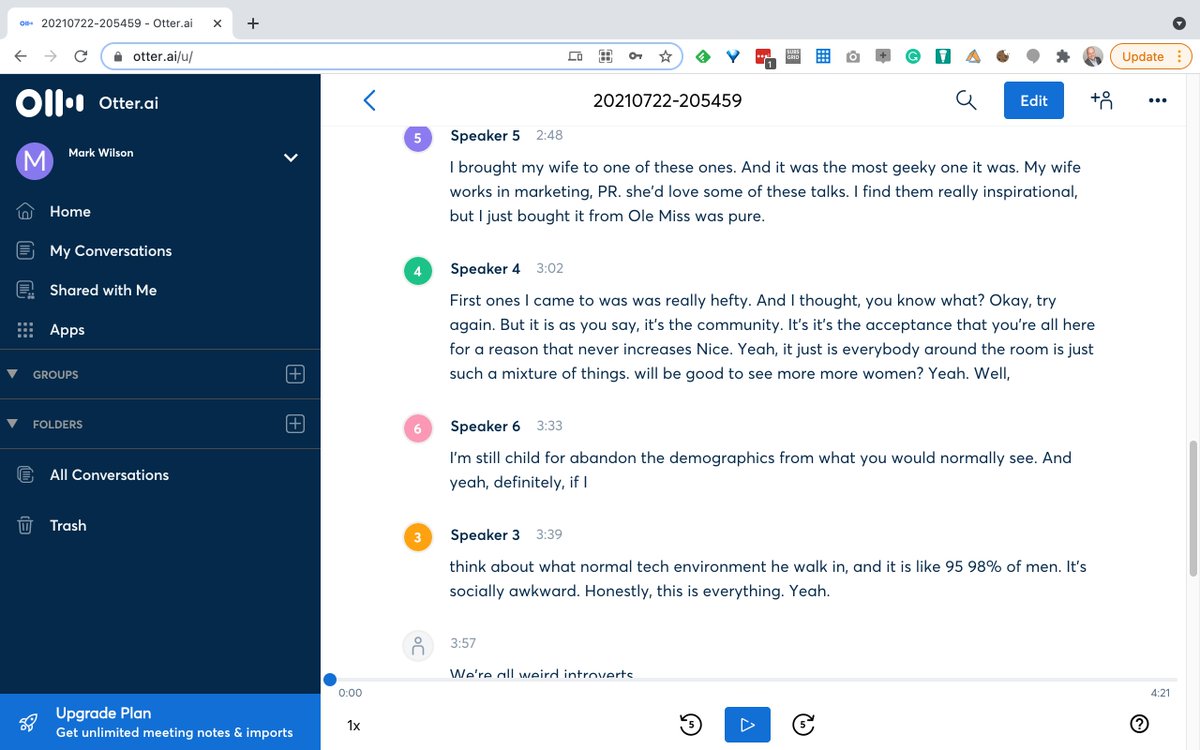 20210722-205459 - Otter.ai
otter.ai/u/
1
SUBS GRID
G
Update
Otter.ai
20210722-205459
Edit
M
Mark Wilson
Home
My Conversations
Shared with Me
Apps
GROUPS
FOLDERS
All Conversations
Trash
Upgrade Plan
Get unlimited meeting notes & imports
5 Speaker 5 2:48
I brought my wife to one of these ones. And it was the most geeky one it was. My wife
works in marketing, PR. she'd love some of these talks. I find them really inspirational,
but I just bought it from Ole Miss was pure.
4 Speaker 4 3:02
First ones I came to was was really hefty. And I thought, you know what? Okay, try
again. But it is as you say, it's the community. It's it's the acceptance that you're all here
for a reason that never increases Nice. Yeah, it just is everybody around the room is just
such a mixture of things. will be good to see more more women? Yeah. Well,
6 Speaker 6 3:33
I'm still child for abandon the demographics from what you would normally see. And
yeah, definitely, if I
3 Speaker 3 3:39
think about what normal tech environment he walk in, and it is like 95 98% of men. It's
socially awkward. Honestly, this is everything. Yeah.
3:57
We're all weird introverts
0:00
4:21
1x
5
5
?